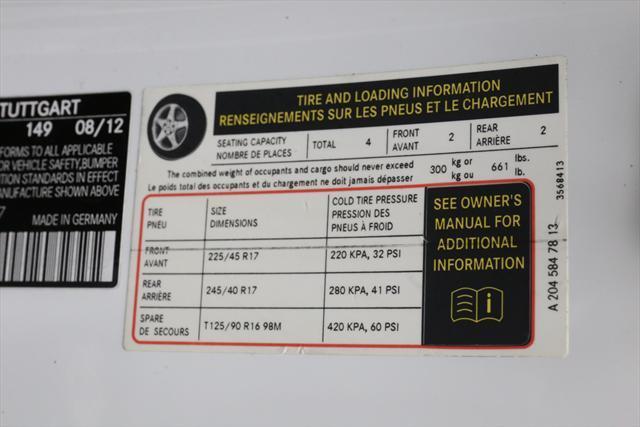 TUTTGART
149 08/12
FORMS TO ALL APPLICABLE
OR VEHICLE SAFETY, BUMPER
STANDARDS IN EFFECT
MANUFACTURE SHOWN ABOVE
7
MADE IN GERMANY
TIRE AND LOADING INFORMATION
RENSEIGNEMENTS SUR LES PNEUS ET LE CHARGEMENT
SEATING CAPACITY
NOMBRE DE PLACES
TOTAL 4
FRONT
AVANT
2
REAR
ARRIÈRE
2
The combined weight of occupants and cargo should never exceed
Le poids total des occupants et du chargement ne doit jamais dépasser
300 kg or
kg ou
661 lbs.
lb.
TIRE
PNEU
SIZE
DIMENSIONS
COLD TIRE PRESSURE
PRESSION DES
PNEUS À FROID
FRONT
AVANT
225/45 R17
220 KPA, 32 PSI
REAR
ARRIÈRE
245/40 R17
280 KPA, 41 PSI
SPARE
DE SECOURS
T125/90 R16 98M
420 KPA, 60 PSI
SEE OWNER'S
MANUAL FOR
ADDITIONAL
INFORMATION
i
3568413
A 204 584 78 13